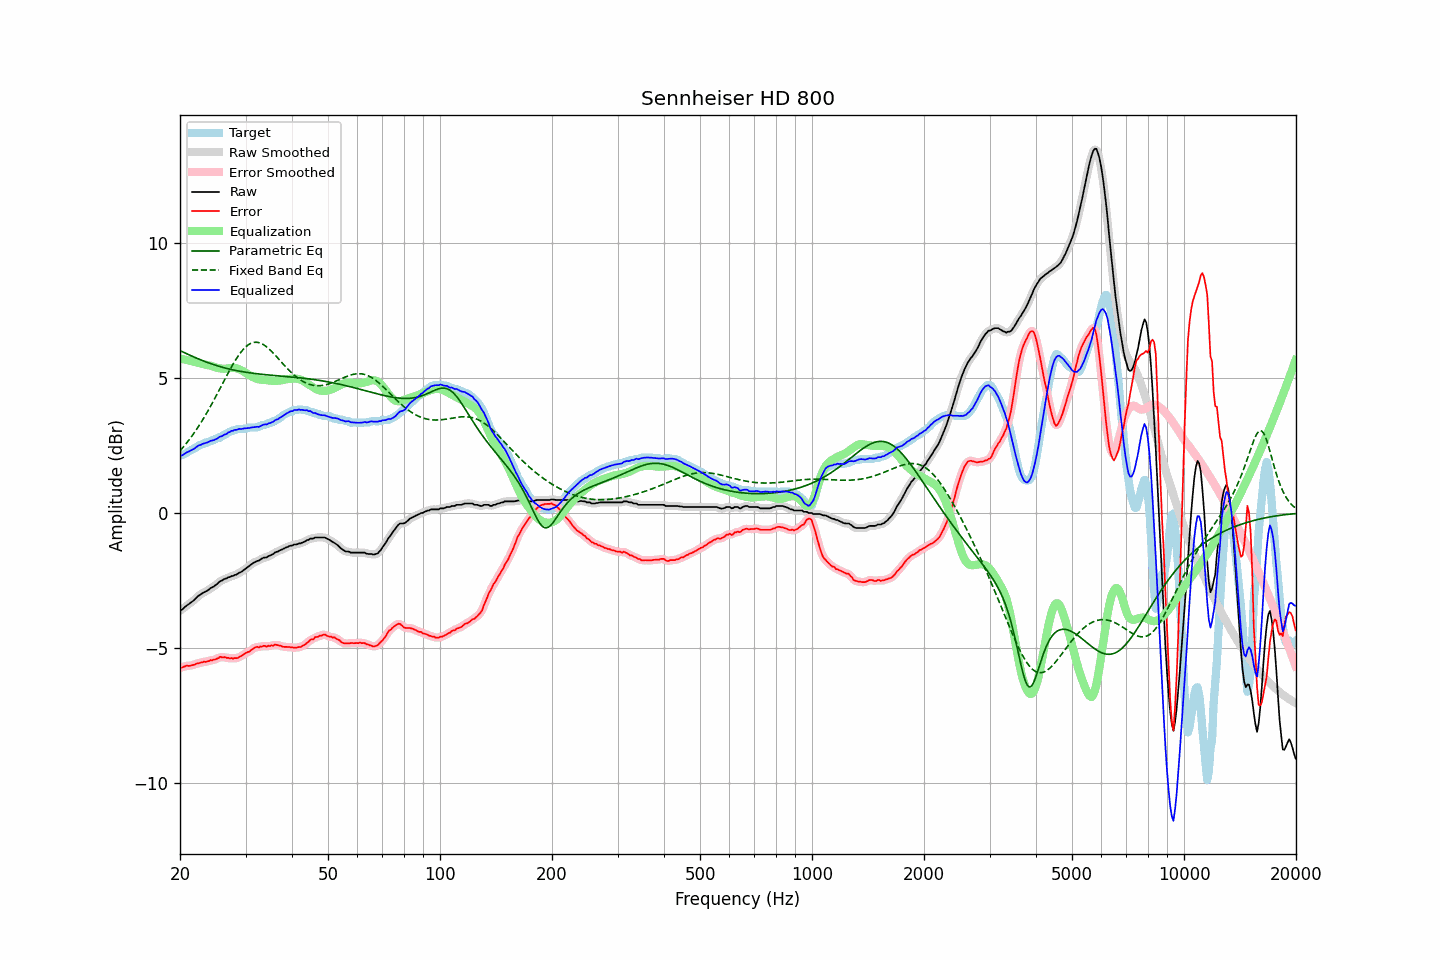 Sennheiser HD 800
Target
Raw Smoothed
Error Smoothed
Raw
Error
Equalization
Parametric Eq
Fixed Band Eq
Equalized
Amplitude (dBr)
10
5
0
−5
−10
20
50
100
200
500
1000
2000
5000
10000
20000
Frequency (Hz)